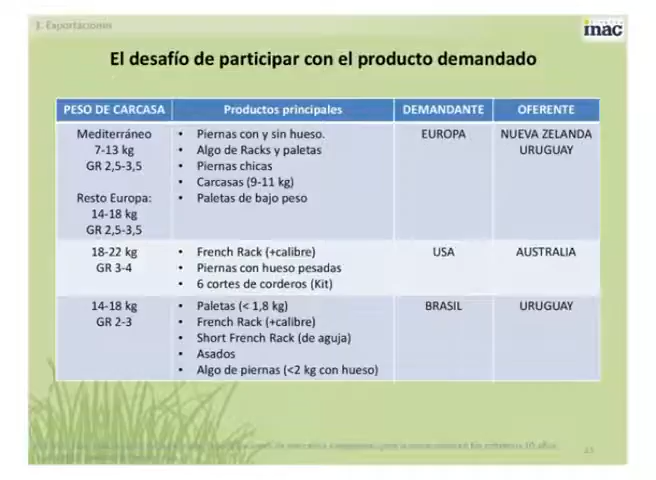 3. Exportaciones
inac
El desafío de participar con el producto demandado
PESO DE CARCASA Productos principales DEMANDANTE OFERENTE
Mediterráneo • Piernas con y sin hueso. EUROPA NUEVA ZELANDA
7-13 kg • Algo de Racks y paletas URUGUAY
GR 2,5-3,5 • Piernas chicas
• Carcasas (9-11 kg)
Resto Europa: • Paletas de bajo peso
14-18 kg
GR 2,5-3,5
18-22 kg • French Rack (+calibre) USA AUSTRALIA
GR 3-4 • Piernas con hueso pesadas
• 6 cortes de corderos (Kit)
14-18 kg • Paletas (< 1,8 kg) BRASIL URUGUAY
GR 2-3 • French Rack (+calibre)
• Short French Rack (de aguja)
• Asados
• Algo de piernas (<2 kg con hueso)